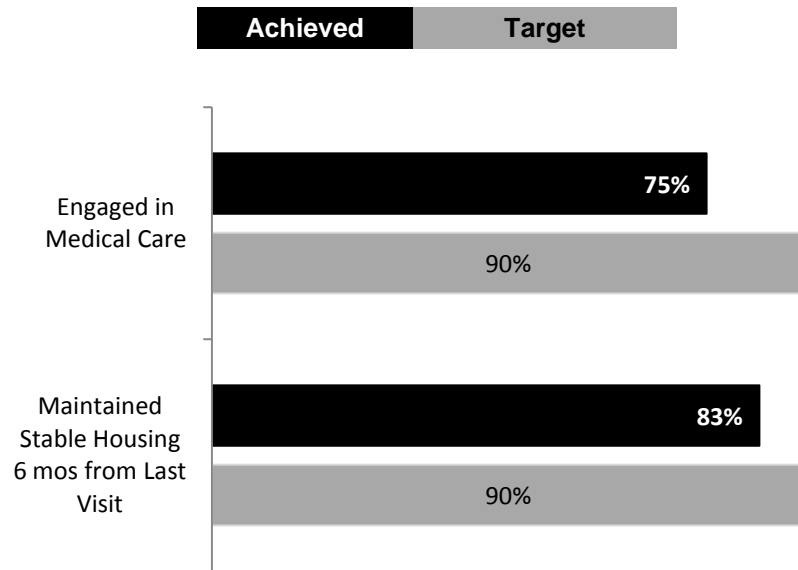 Achieved Target
Engaged in
Medical Care
75%
90%
Maintained
Stable Housing
6 mos from Last
Visit
83%
90%